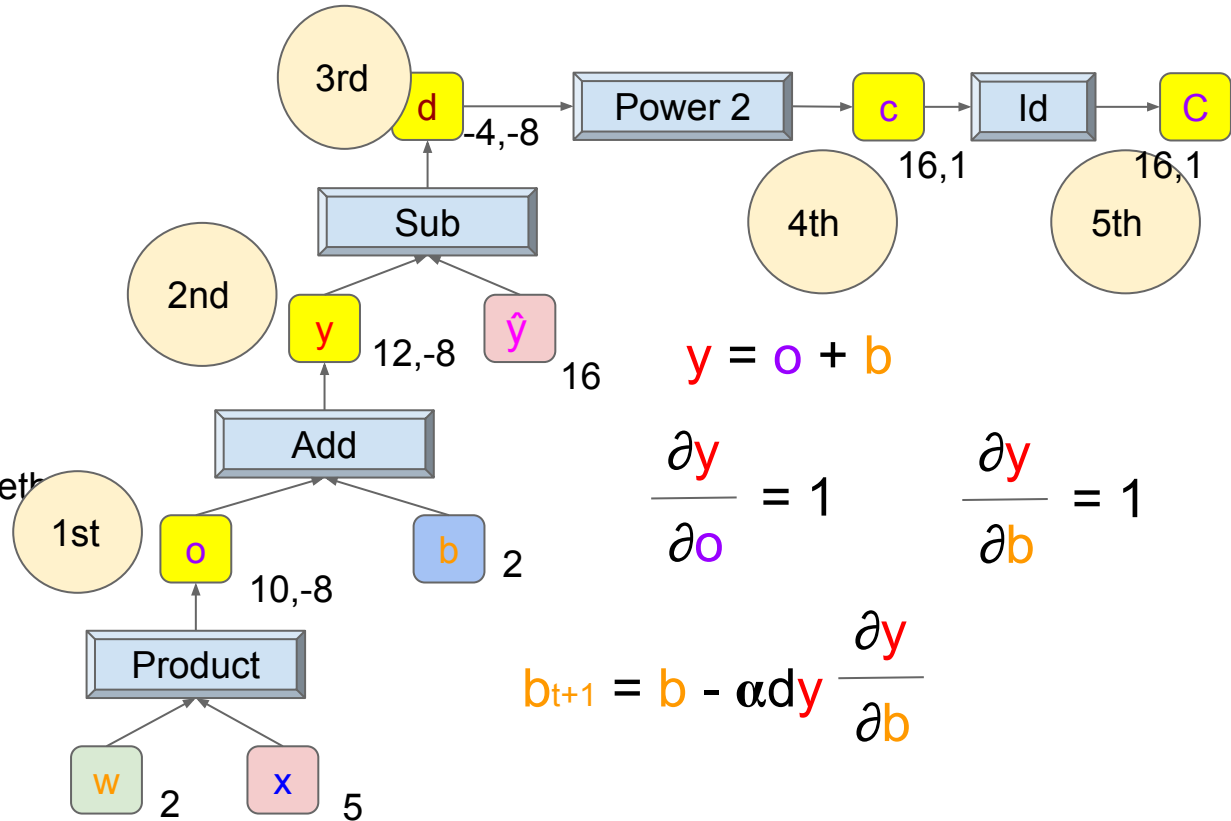 3rd
d
-4,-8
Power 2
c
16,1
Id
C
16,1
4th
5th
Sub
2nd
y
12,-8
ŷ
16
y = o + b
Add
∂y
∂o
= 1
∂y
∂b
= 1
1st
o
10,-8
b
2
Product
bt+1 = b - αdy ∂y
∂b
w
2
x
5